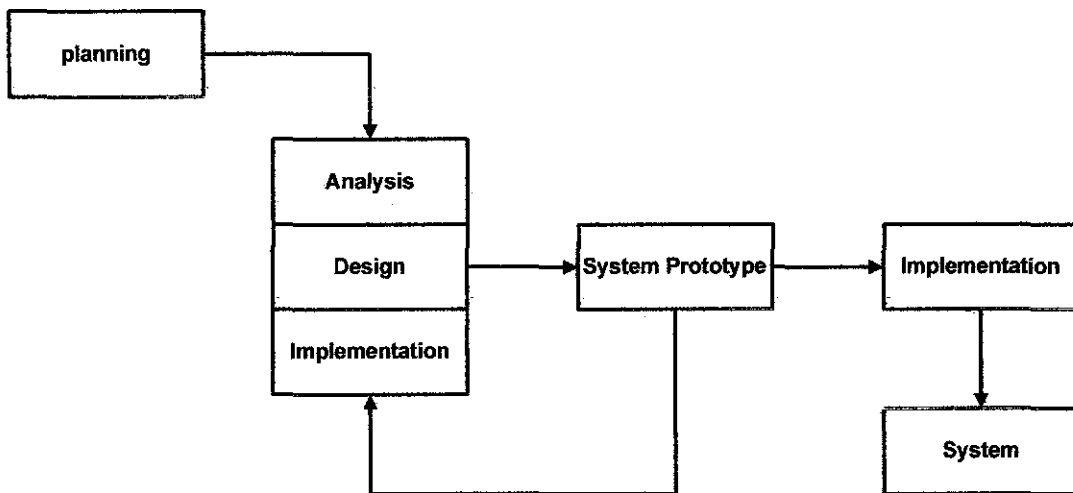 planning
Analysis
Design
System Prototype
Implementation
Implementation
System